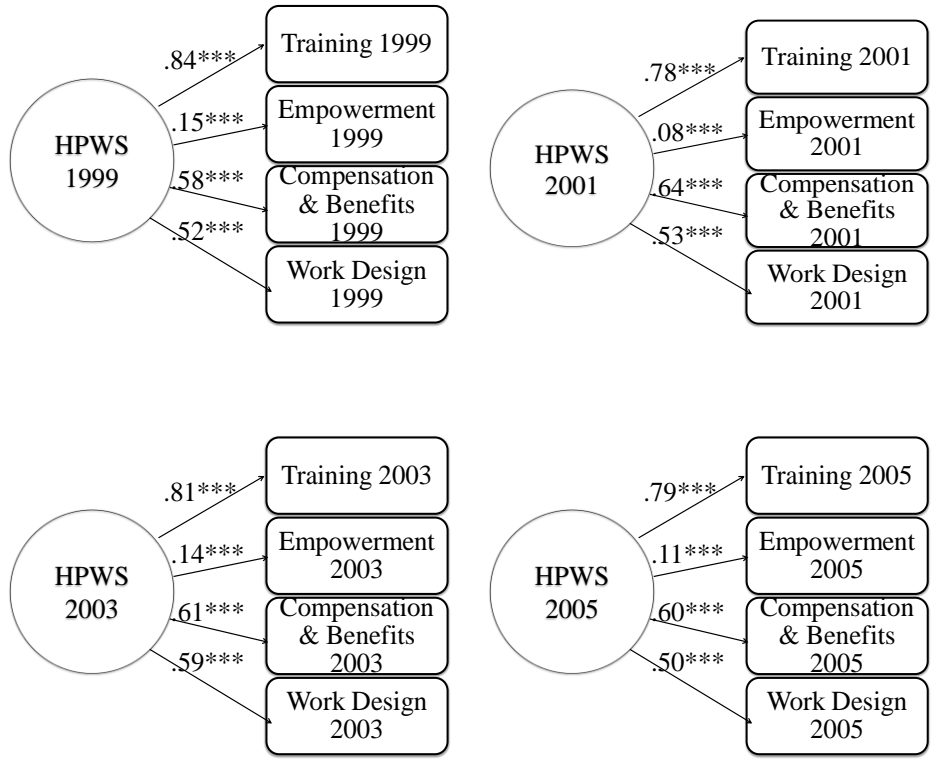 HPWS
1999
.84***
.15***
.58***
.52***
Training 1999
Empowerment
1999
Compensation
& Benefits
1999
Work Design
1999
HPWS
2001
.78***
.08***
.64***
.53***
Training 2001
Empowerment
2001
Compensation
& Benefits
2001
Work Design
2001
HPWS
2003
.81***
.14***
.61***
.59***
Training 2003
Empowerment
2003
Compensation
& Benefits
2003
Work Design
2003
HPWS
2005
.79***
.11***
.60***
.50***
Training 2005
Empowerment
2005
Compensation
& Benefits
2005
Work Design
2005